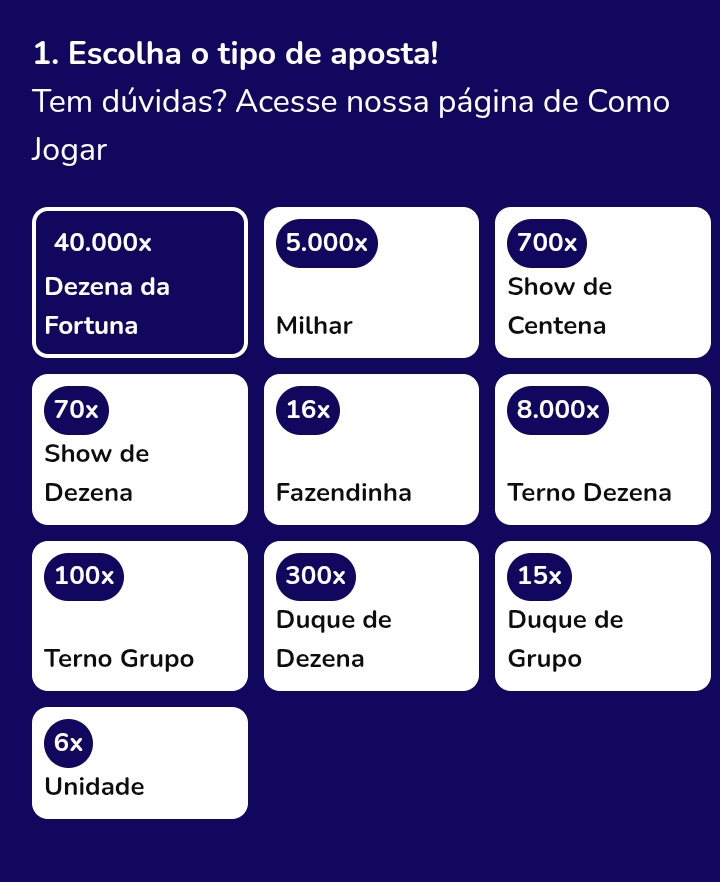 1. Escolha o tipo de aposta!
Tem dúvidas? Acesse nossa página de Como
Jogar
40.000x
Dezena da
Fortuna
5.000x
Milhar
700x
Show de
Centena
70x
Show de
Dezena
16x
Fazendinha
8.000x
Terno Dezena
100x
Terno Grupo
300x
Duque de
Dezena
15x
Duque de
Grupo
6x
Unidade